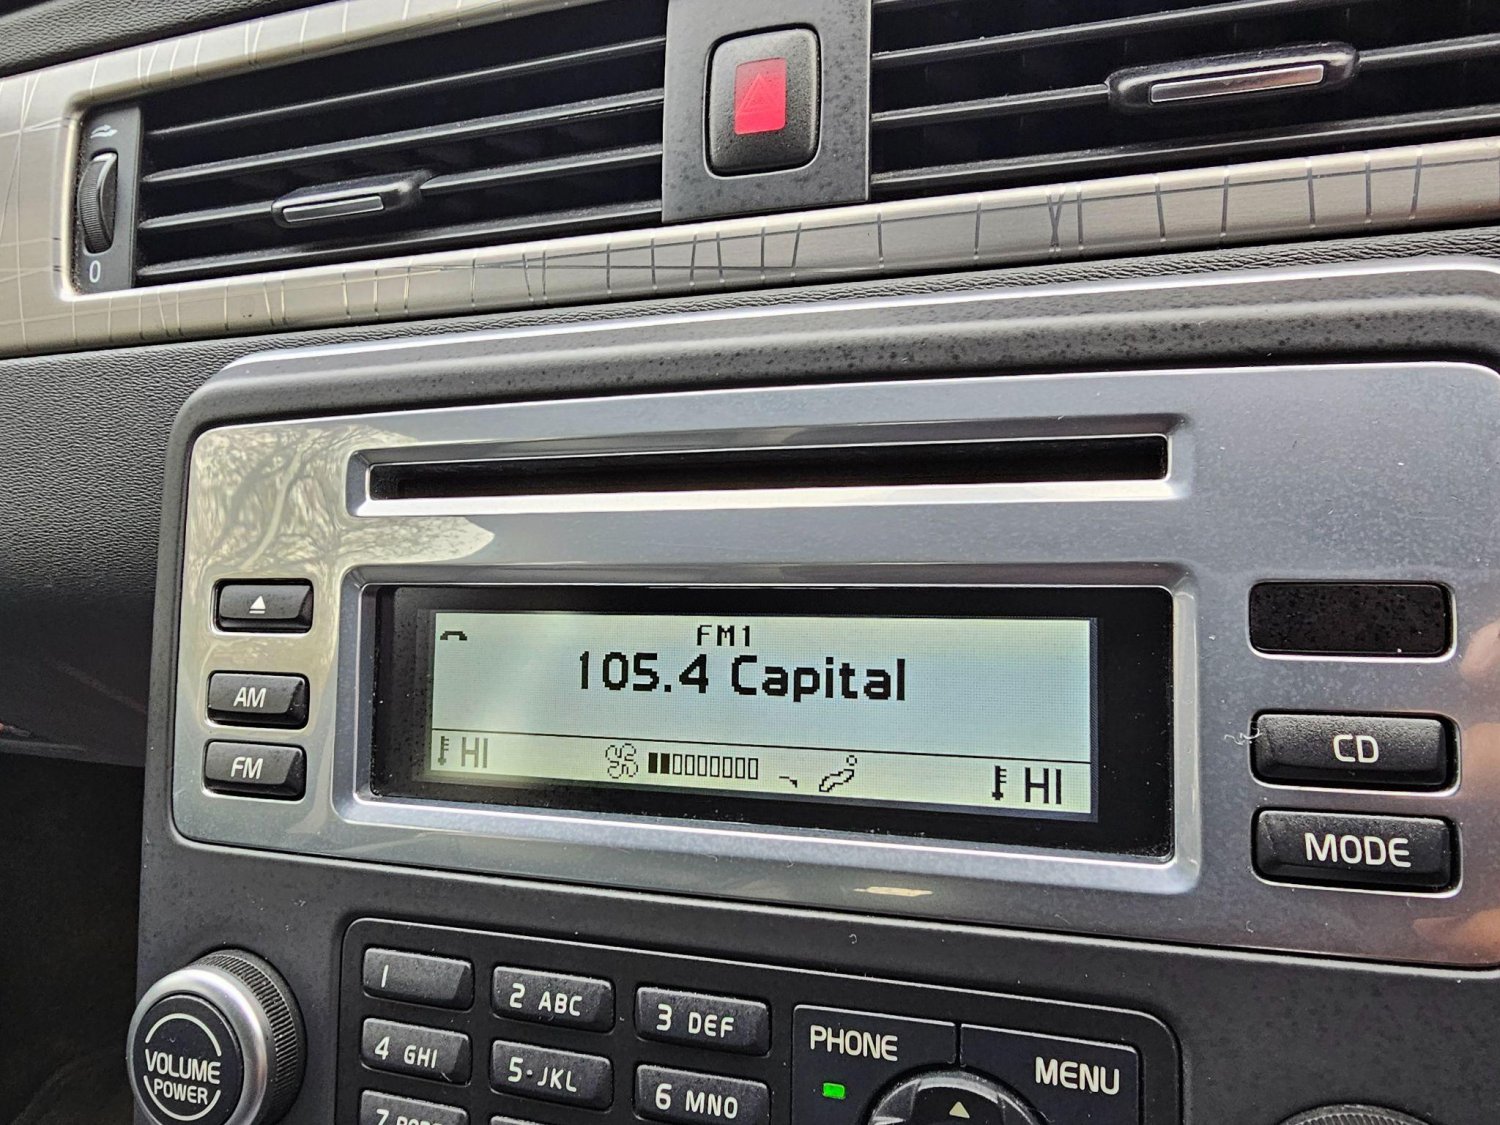 0
AM
FM
FM1
105.4 Capital
HI
HI
CD
MODE
VOLUME
POWER
1
2 ABC
3 DEF
4 GHI
5 JKL
6 MNO
PHONE
MENU
7